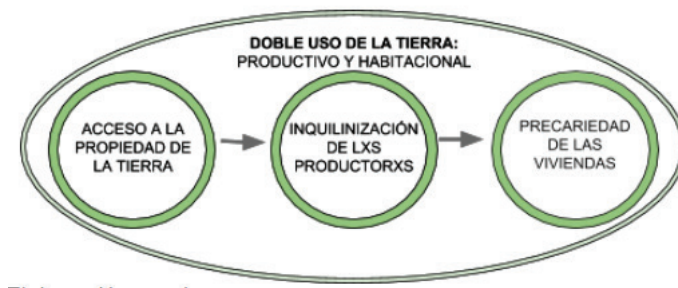 DOBLE USO DE LA TIERRA:
PRODUCTIVO Y HABITACIONAL
ACCESO A LA
PROPIEDAD DE
LA TIERRA
INQUILINIZACIÓN
DE LXS
PRODUCTORXS
PRECARIEDAD
DE LAS
VIVIENDAS